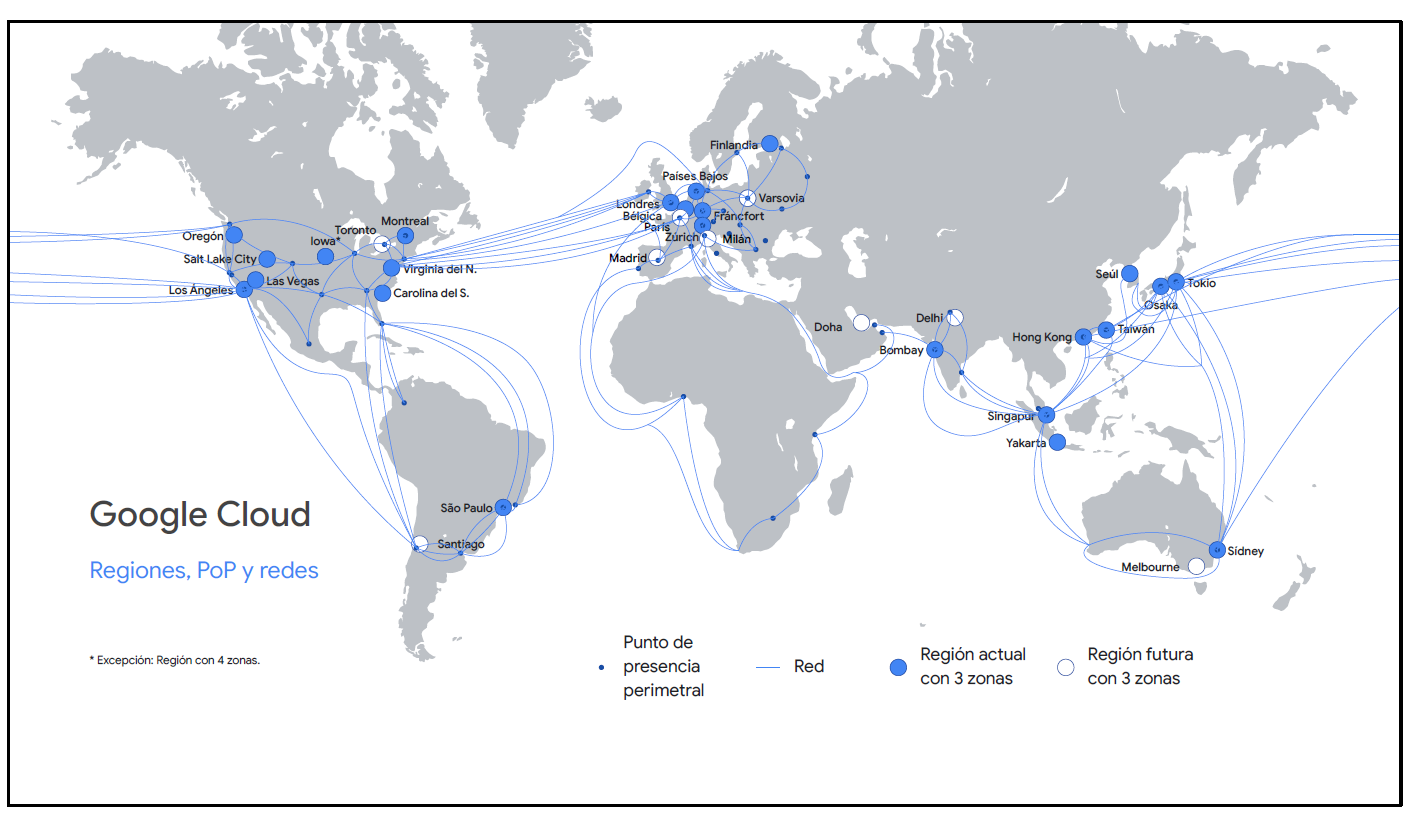 Finlandia
Países Bajos
Varsovia
Londres
Bélgica
Fráncfort
París
Zúrich
Milán
Madrid
Montreal
Toronto
Oregón
Iowa*
Salt Lake City
Virginia del N.
Las Vegas
Los Ángeles
Carolina del S.
Seúl
Tokio
Osaka
Doha
Delhi
Taiwán
Hong Kong
Bombay
Singapur
Yakarta
São Paulo
Santiago
Sídney
Melbourne
Google Cloud
Regiones, PoP y redes
* Excepción: Región con 4 zonas.
Punto de
presencia
perimetral
Red
Región actual
con 3 zonas
Región futura
con 3 zonas